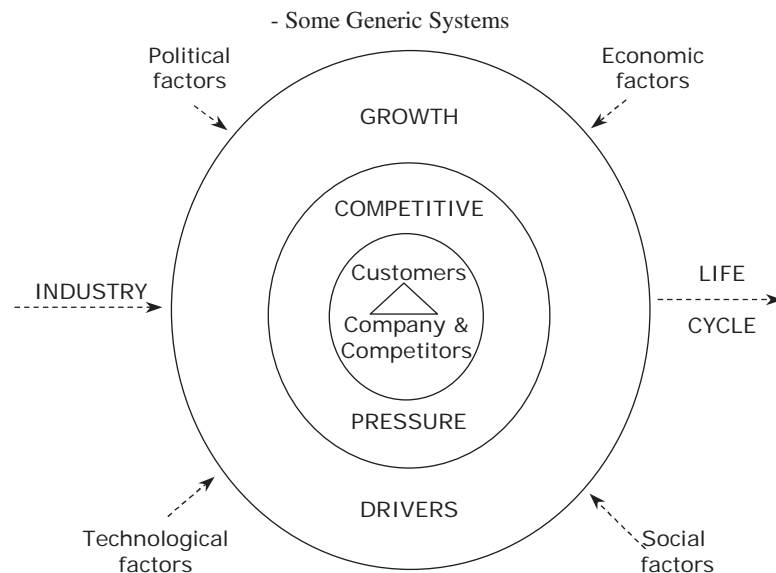 - Some Generic Systems
Political
factors
Economic
factors
GROWTH
COMPETITIVE
Customers
INDUSTRY
LIFE
CYCLE
Company &
Competitors
PRESSURE
DRIVERS
Technological
factors
Social
factors